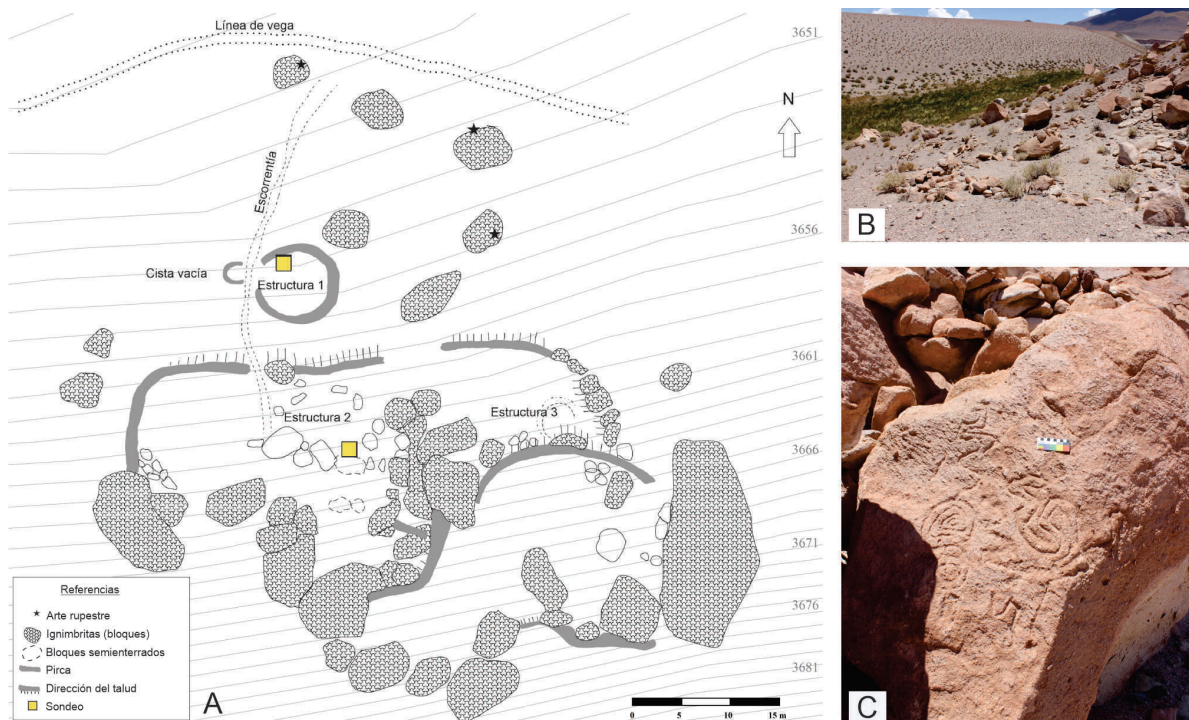 Línea de vega
3651
N
Escorrentía
3656
Cista vacía
Estructura 1
3661
Estructura 2
Estructura 3
3666
3671
3676
3681
Referencias
Arte rupestre
Ignimbritas (bloques)
Bloques semienterrados
Pirca
Dirección del talud
Sondeo
A
0 5 10 15 m
B
C